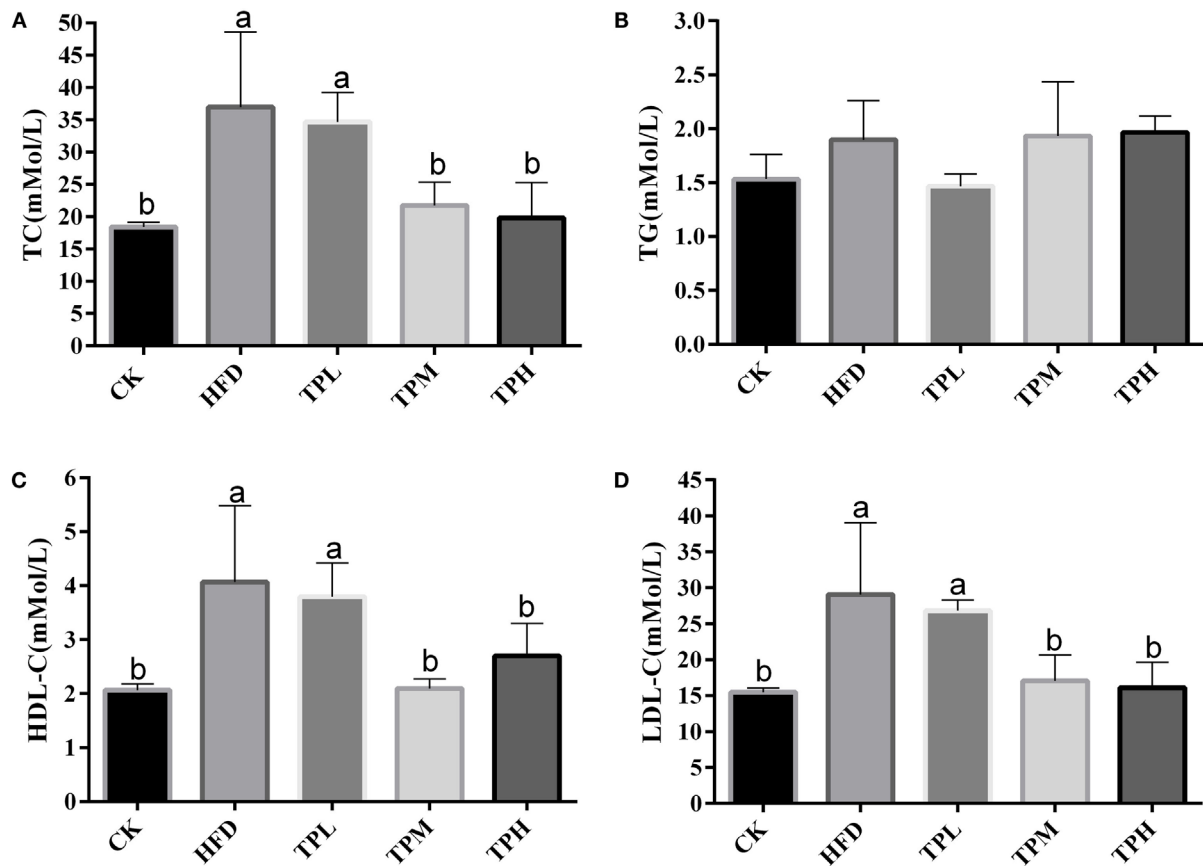 A
TC(mMol/L)
50
45
40
35
30
25
20
15
10
5
0
b
a
a
b
b
CK
HFD
TPL
TPM
TPH
B
TG(mMol/L)
3.0
2.5
2.0
1.5
1.0
0.5
0.0
CK
HFD
TPL
TPM
TPH
C
HDL-C(mMol/L)
6
5
4
3
2
1
0
b
a
a
b
b
CK
HFD
TPL
TPM
TPH
D
LDL-C(mMol/L)
45
40
35
30
25
20
15
10
5
0
b
a
a
b
b
CK
HFD
TPL
TPM
TPH